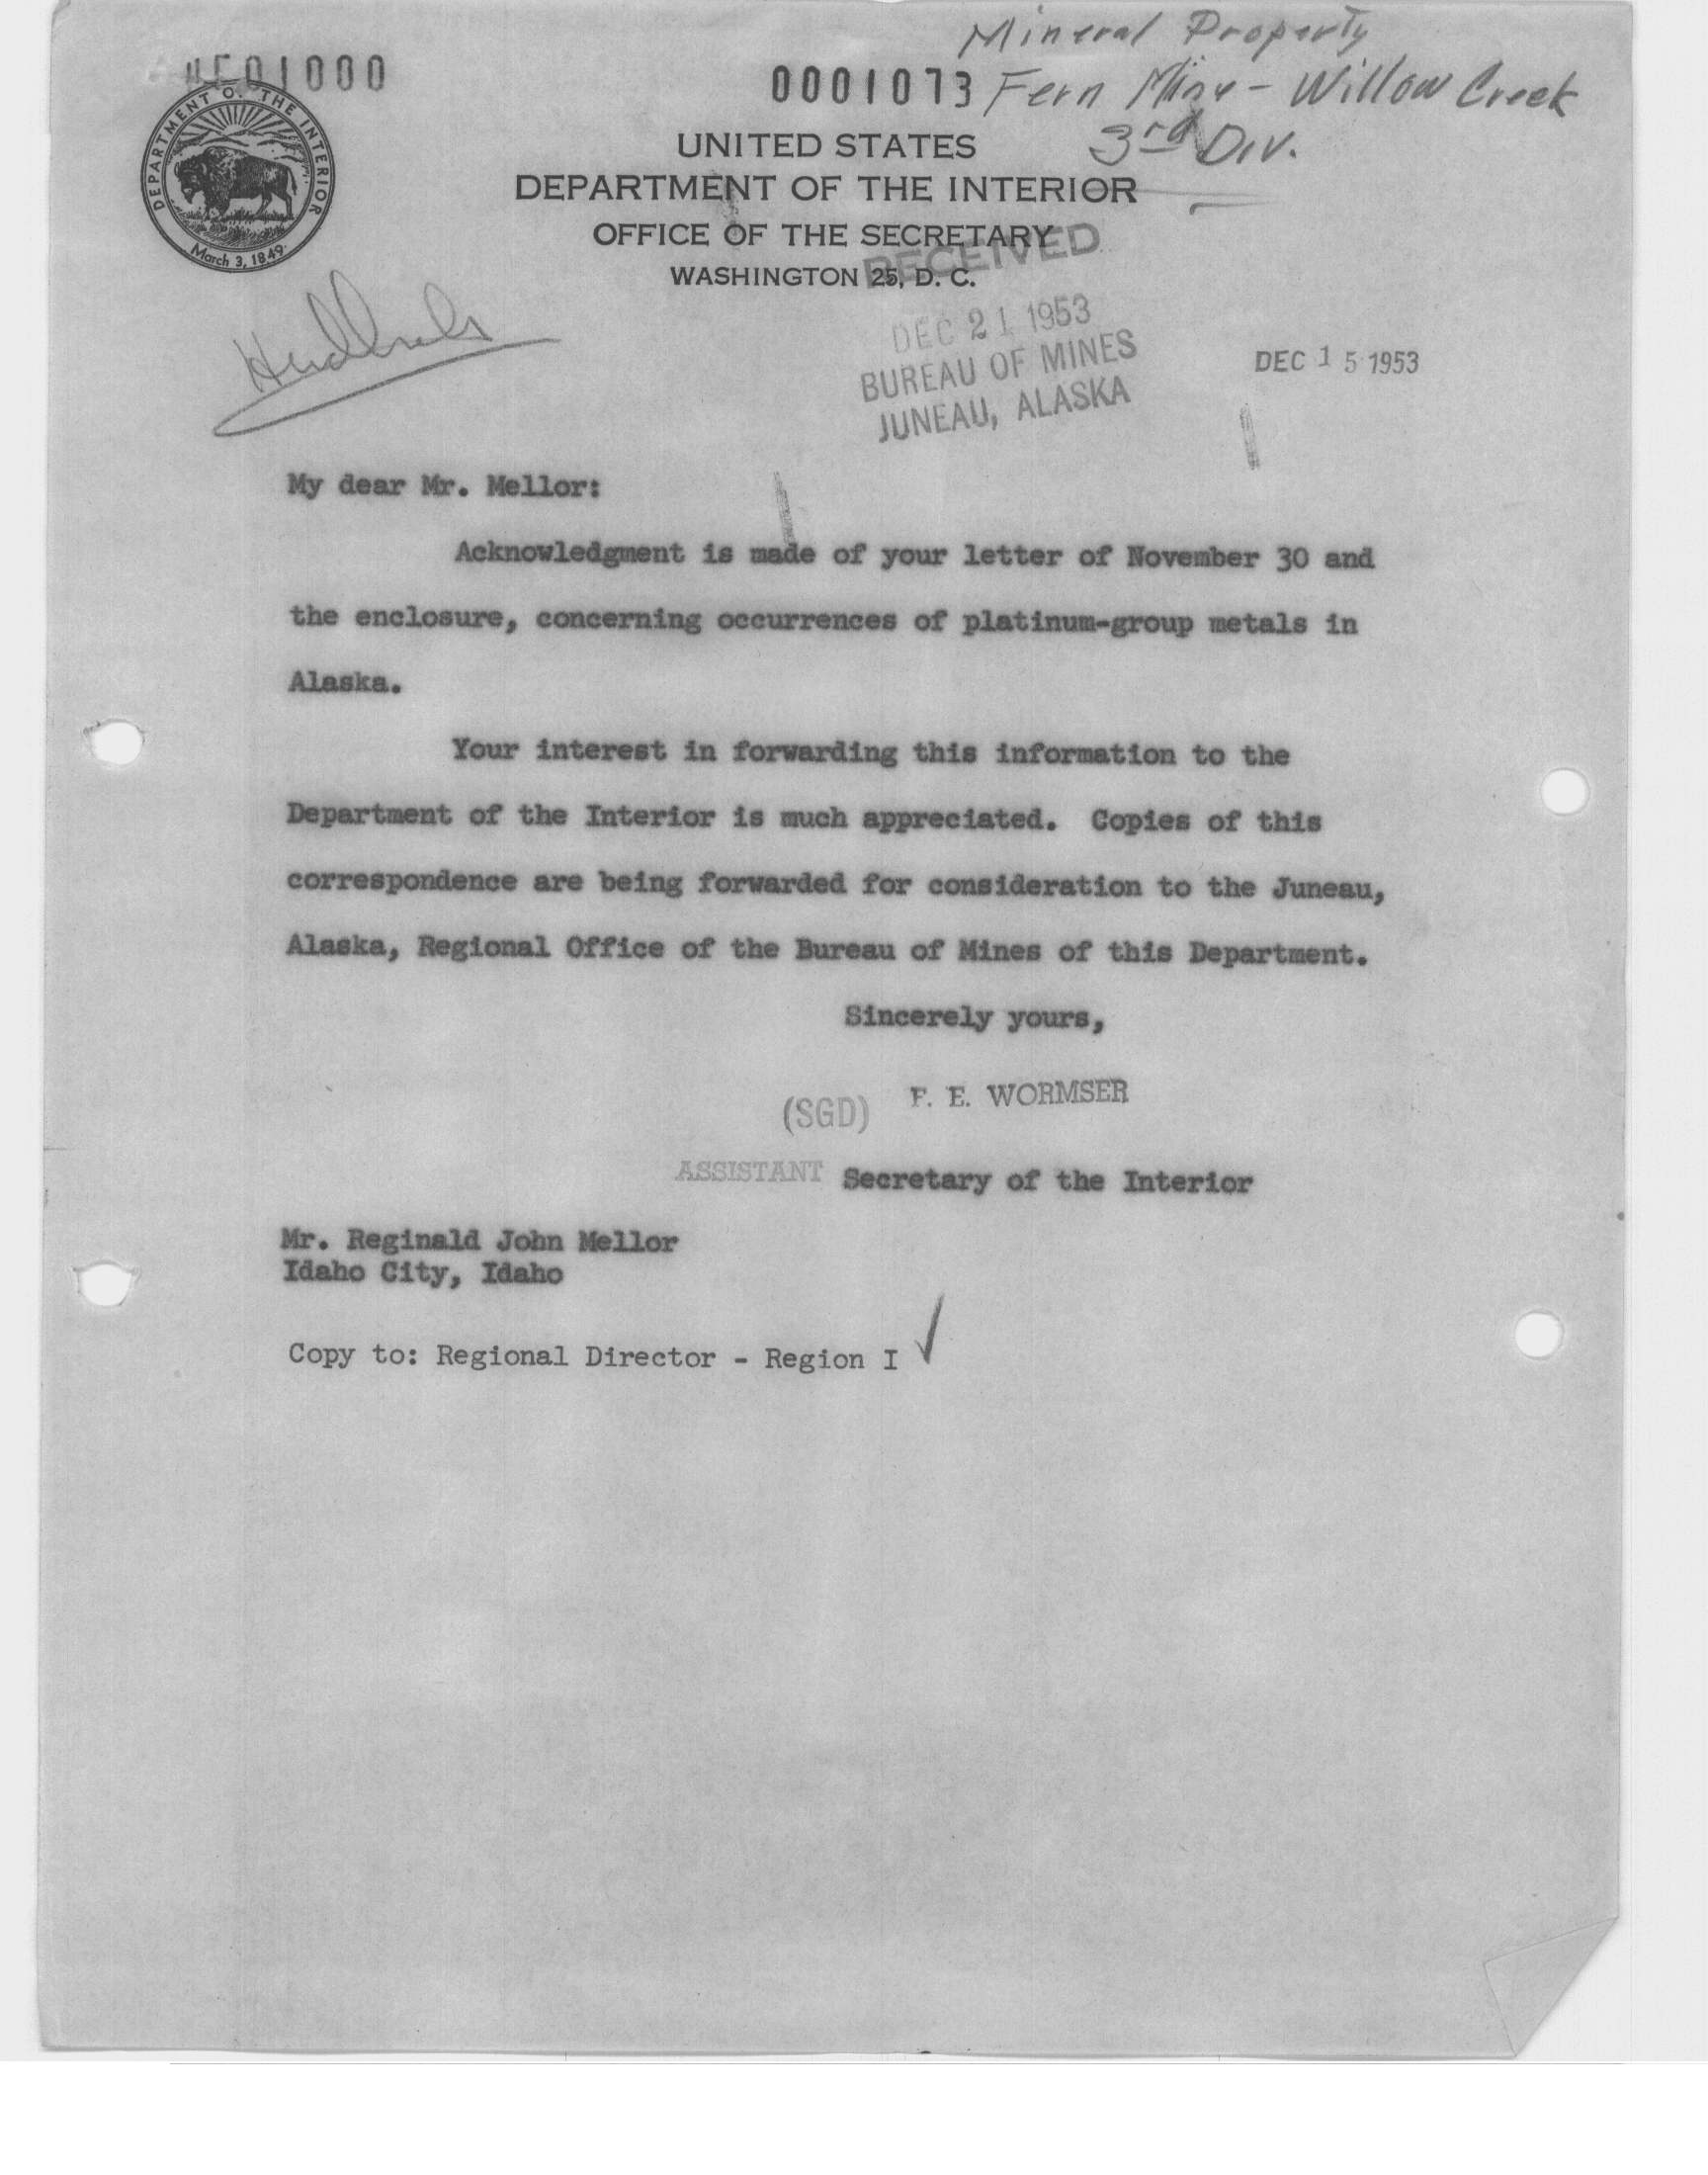 Mineral Property
0001073 Fern Mine - Willow Creek
3rd Div.
DEPARTMENT O. THE INTERIOR
March 3, 1849
UNITED STATES
DEPARTMENT OF THE INTERIOR
OFFICE OF THE SECRETARY
WASHINGTON 25, D. C.
RECEIVED
DEC 21 1953
BUREAU OF MINES
JUNEAU, ALASKA
DEC 15 1953
My dear Mr. Mellor:
Acknowledgment is made of your letter of November 30 and
the enclosure, concerning occurrences of platinum-group metals in
Alaska.
Your interest in forwarding this information to the
Department of the Interior is much appreciated. Copies of this
correspondence are being forwarded for consideration to the Juneau,
Alaska, Regional Office of the Bureau of Mines of this Department.
Sincerely yours,
(SGD) F. E. WORMSER
ASSISTANT Secretary of the Interior
Mr. Reginald John Mellor
Idaho City, Idaho
Copy to: Regional Director - Region I